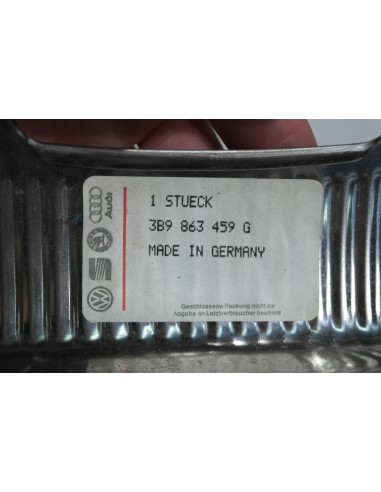 Audi
1 STUECK
3B9 863 459 G
MADE IN GERMANY
Geschlossene Packung nicht zur
Abgabe an Letztverbraucher bestimmt